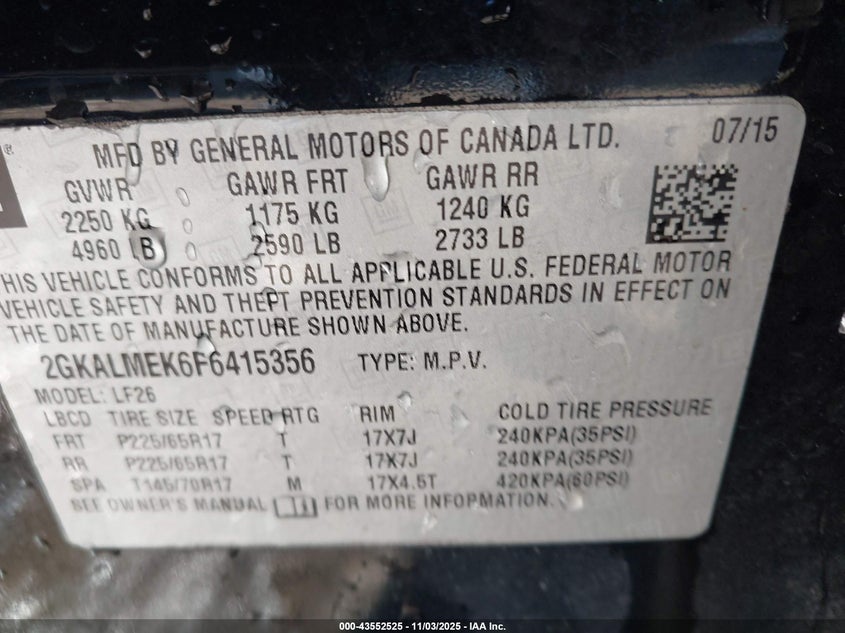 MFD BY GENERAL MOTORS OF CANADA LTD. 07/15
GVWR GAWR FRT GAWR RR
2250 KG 1175 KG 1240 KG
4960 LB 2590 LB 2733 LB
HIS VEHICLE CONFORMS TO ALL APPLICABLE U.S. FEDERAL MOTOR
VEHICLE SAFETY AND THEFT PREVENTION STANDARDS IN EFFECT ON
THE DATE OF MANUFACTURE SHOWN ABOVE.
2GKALMEK6F6415356 TYPE: M.P.V.
MODEL: LF26
LBCD TIRE SIZE SPEED RTG RIM COLD TIRE PRESSURE
FRT P225/65R17 T 17X7J 240KPA(35PSI)
RR P225/65R17 T 17X7J 240KPA(35PSI)
SPA T145/70R17 M 17X4.5T 420KPA(60PSI)
SEE OWNER'S MANUAL FOR MORE INFORMATION.
000-43552525 - 11/03/2025 - IAA Inc.